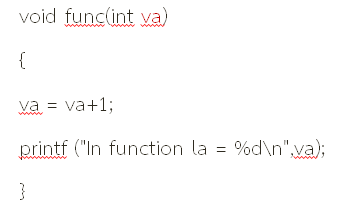 void func(int va)
{
va = va+1;
printf ("In function la = %d\n",va);
}